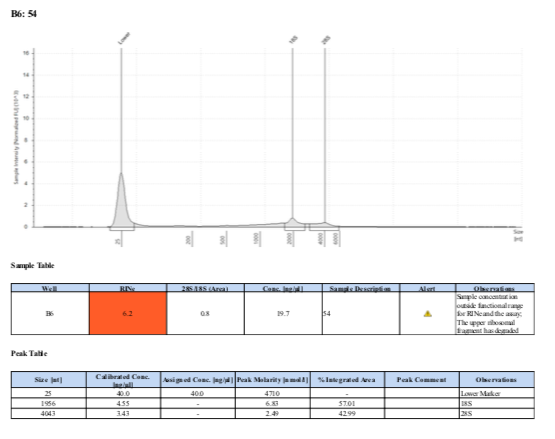 B6: 54
Lower
18S
28S
Sample Intensity [Normalized FU] (10^3)
16
14
12
10
8
6
4
2
0
25
200
500
1000
2000
4000
6000
Size
[nt]
Sample Table
Well RINe 28S/18S (Area) Conc. [ng/µl] Sample Description Alert Observations
B6 6.2 0.8 19.7 54 Sample concentration
outside functional range
for RINe and the assay;
The upper ribosomal
fragment has degraded
Peak Table
Size [nt] Calibrated Conc. [ng/µl] Assigned Conc. [ng/µl] Peak Molarity [nmol/l] % Integrated Area Peak Comment Observations
25 40.0 40.0 4710 - Lower Marker
1956 4.55 - 6.83 57.01 18S
4043 3.43 - 2.49 42.99 28S